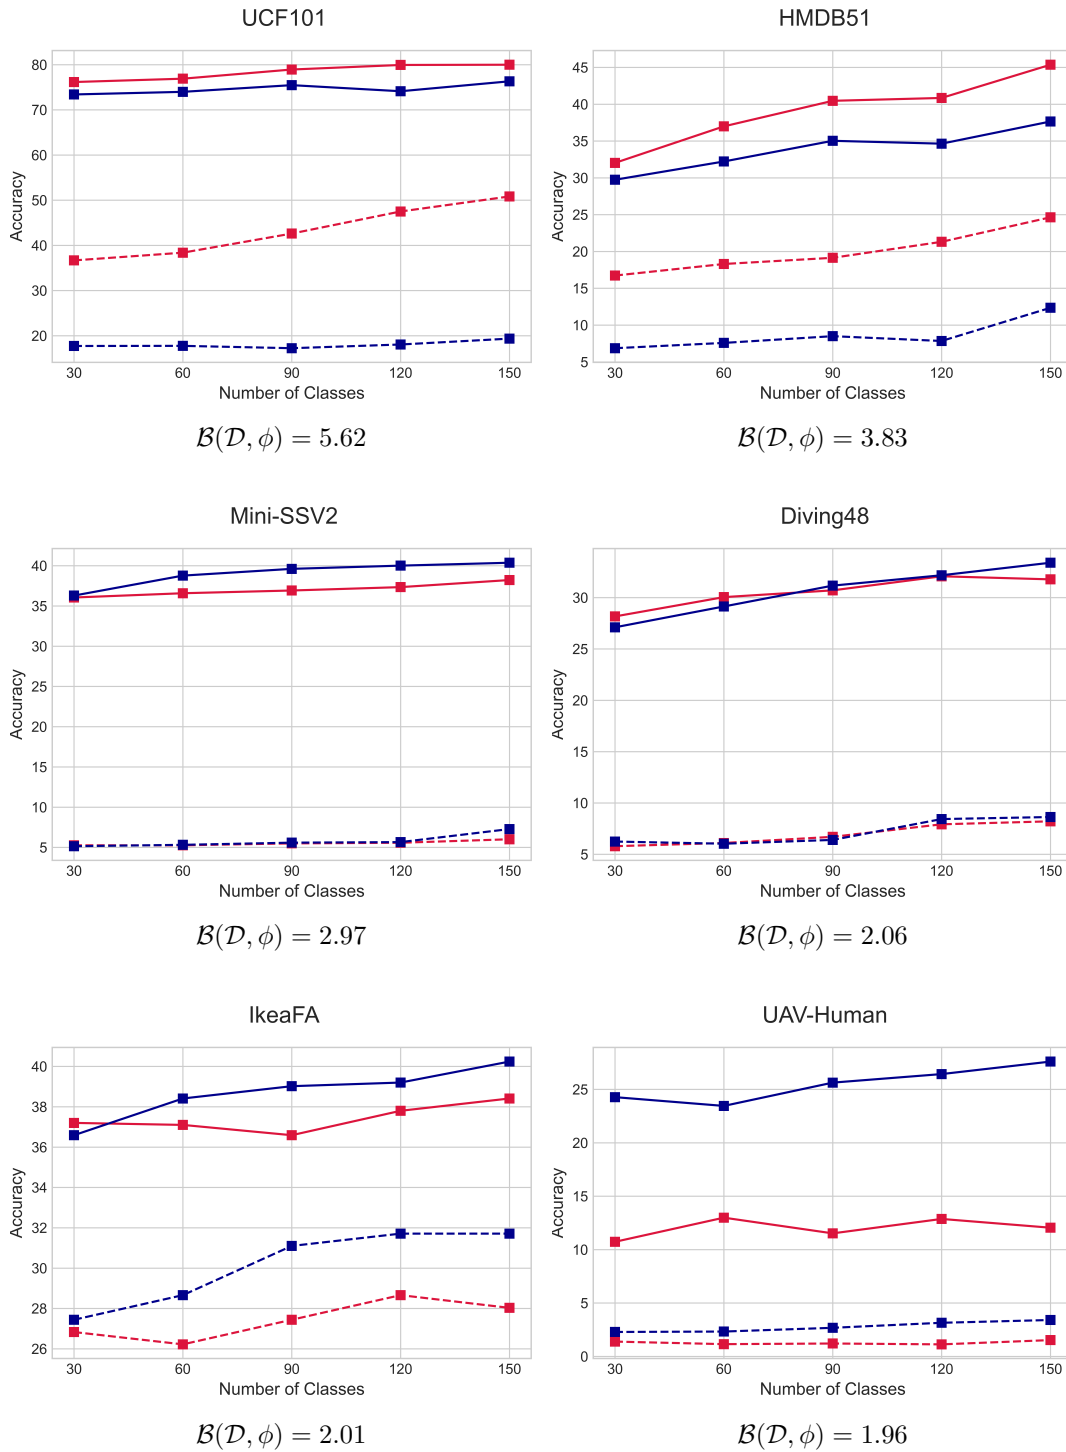 UCF101
80
70
60
50
40
30
20
Accuracy
30 60 90 120 150
Number of Classes
B(D, ϕ) = 5.62
HMDB51
45
40
35
30
25
20
15
10
5
Accuracy
30 60 90 120 150
Number of Classes
B(D, ϕ) = 3.83
Mini-SSV2
40
35
30
25
20
15
10
5
Accuracy
30 60 90 120 150
Number of Classes
B(D, ϕ) = 2.97
Diving48
30
25
20
15
10
5
Accuracy
30 60 90 120 150
Number of Classes
B(D, ϕ) = 2.06
IkeaFA
40
38
36
34
32
30
28
26
Accuracy
30 60 90 120 150
Number of Classes
B(D, ϕ) = 2.01
UAV-Human
25
20
15
10
5
0
Accuracy
30 60 90 120 150
Number of Classes
B(D, ϕ) = 1.96